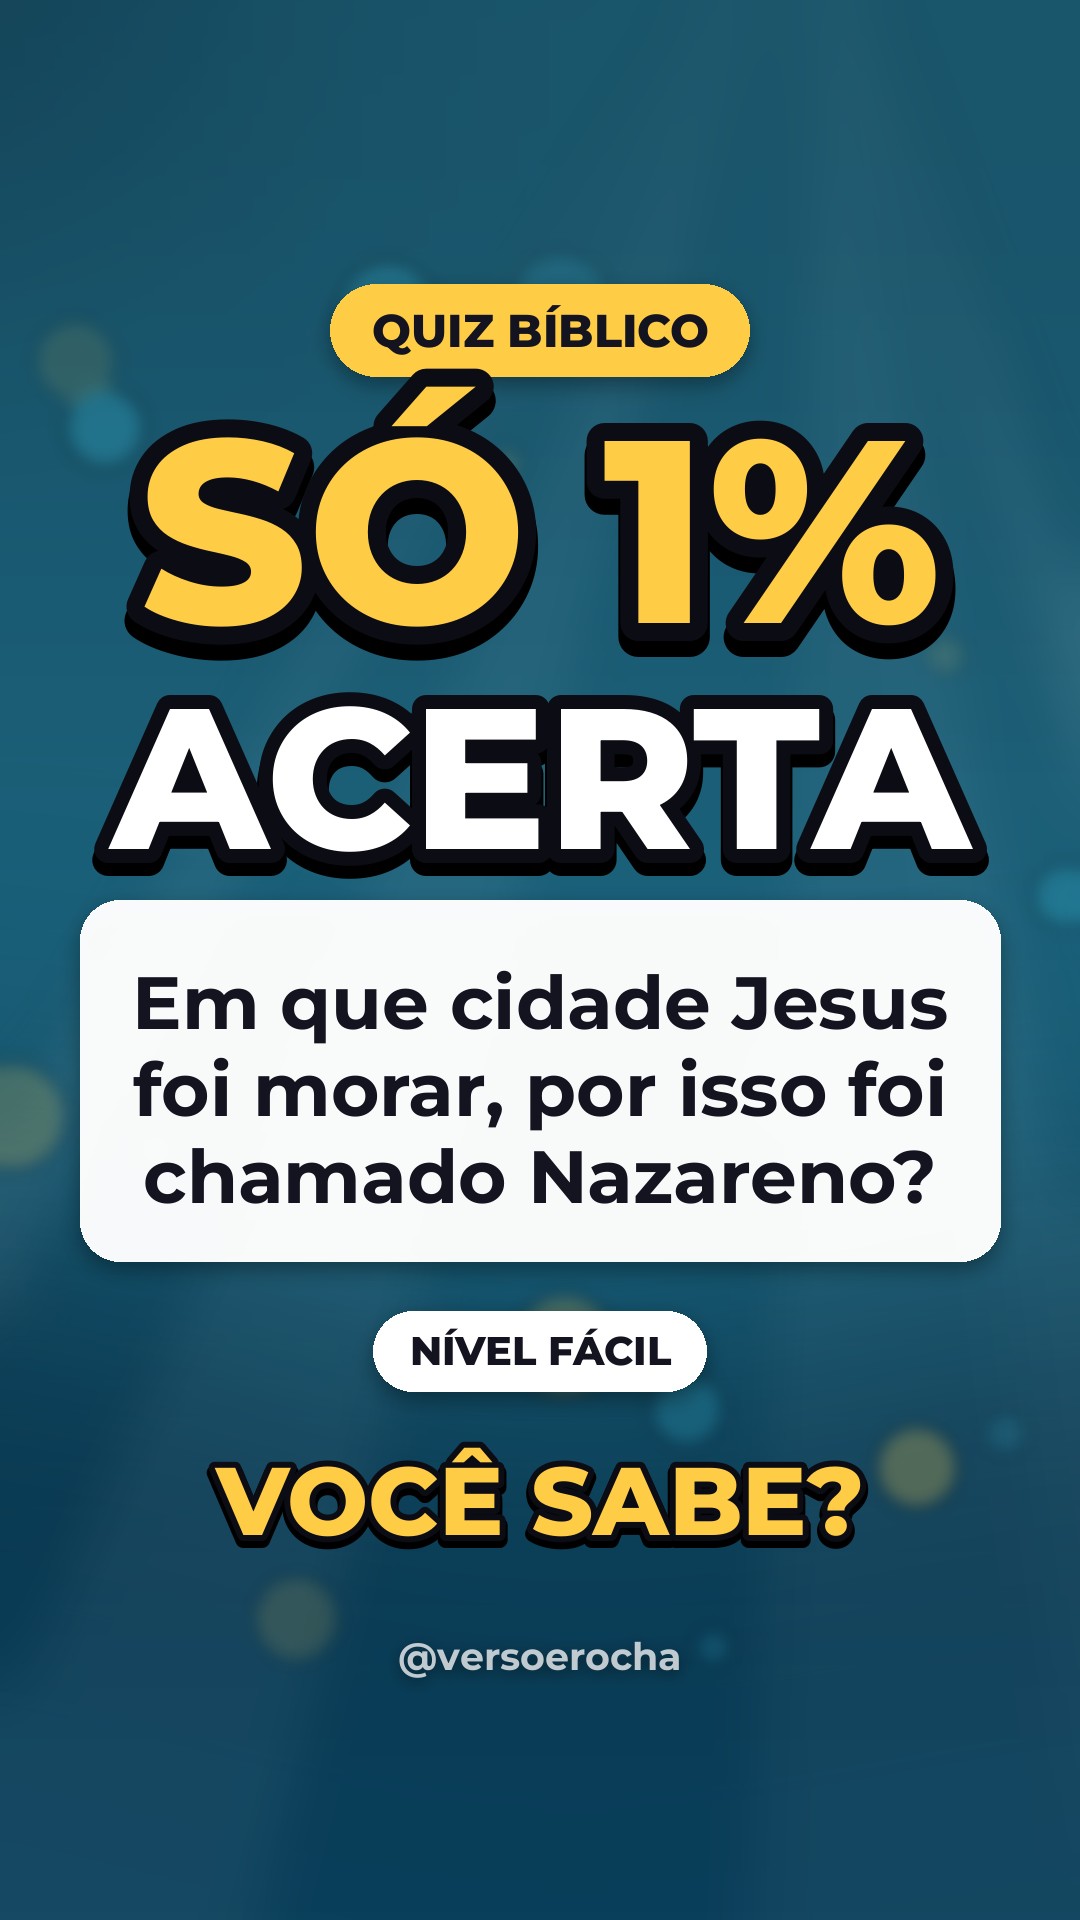 QUIZ BÍBLICO
SÓ 1%
ACERTA
Em que cidade Jesus
foi morar, por isso foi
chamado Nazareno?
NÍVEL FÁCIL
VOCÊ SABE?
@versoerocha